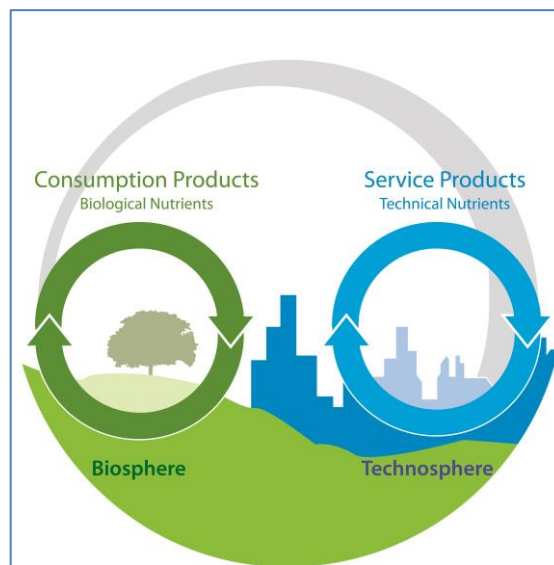 Consumption Products
Biological Nutrients
Service Products
Technical Nutrients
Biosphere
Technosphere